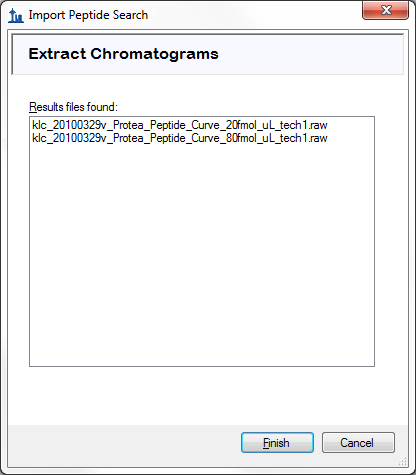 Import Peptide Search
Extract Chromatograms
Results files found:
klc_20100329v_Protea_Peptide_Curve_20fmol_uL_tech1.raw
klc_20100329v_Protea_Peptide_Curve_80fmol_uL_tech1.raw
Finish
Cancel